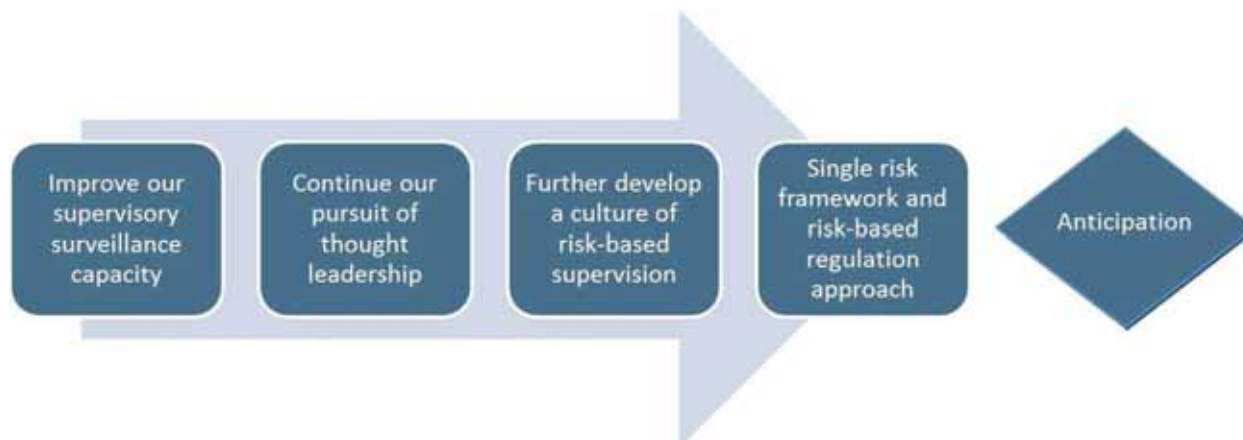 Improve our
supervisory
surveillance
capacity
Continue our
pursuit of
thought
leadership
Further develop
a culture of
risk-based
supervision
Single risk
framework and
risk-based
regulation
approach
Anticipation